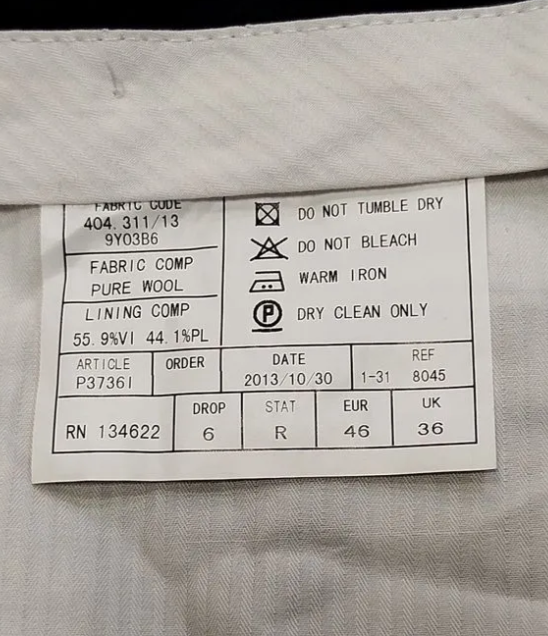 FABRIC CODE
404.311/13
9Y03B6
FABRIC COMP
PURE WOOL
LINING COMP
55.9%VI 44.1%PL
DO NOT TUMBLE DRY
DO NOT BLEACH
WARM IRON
P DRY CLEAN ONLY
ARTICLE ORDER DATE REF
P3736I 2013/10/30 1-31 8045
RN 134622 DROP STAT EUR UK
6 R 46 36